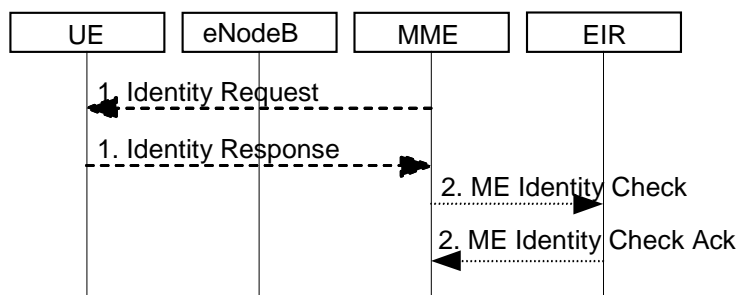 UE eNodeB MME EIR
1. Identity Request
1. Identity Response
2. ME Identity Check
2. ME Identity Check Ack